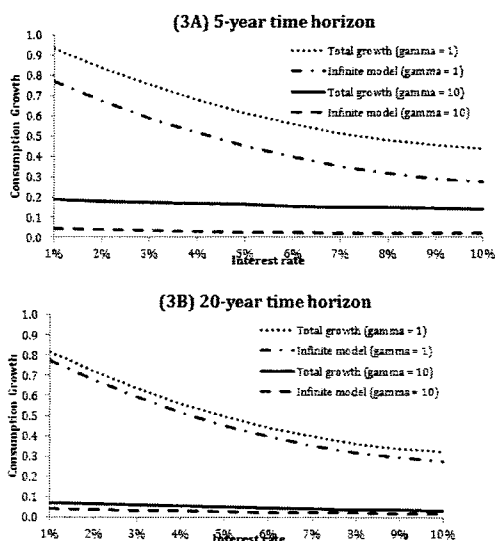 (3A) 5-year time horizon
1.0
0.9
0.8
0.7
0.6
0.5
0.4
0.3
0.2
0.1
0.0
Consumption Growth
Total growth (gamma = 1)
Infinite model (gamma = 1)
Total growth (gamma = 10)
Infinite model (gamma = 10)
1% 2% 3% 4% 5% 6% 7% 8% 9% 10%
Interest rate
(3B) 20-year time horizon
1.0
0.9
0.8
0.7
0.6
0.5
0.4
0.3
0.2
0.1
0.0
Consumption Growth
Total growth (gamma = 1)
Infinite model (gamma = 1)
Total growth (gamma = 10)
Infinite model (gamma = 10)
1% 2% 3% 4% 5% 6% 7% 8% 9% 10%
Interest rate